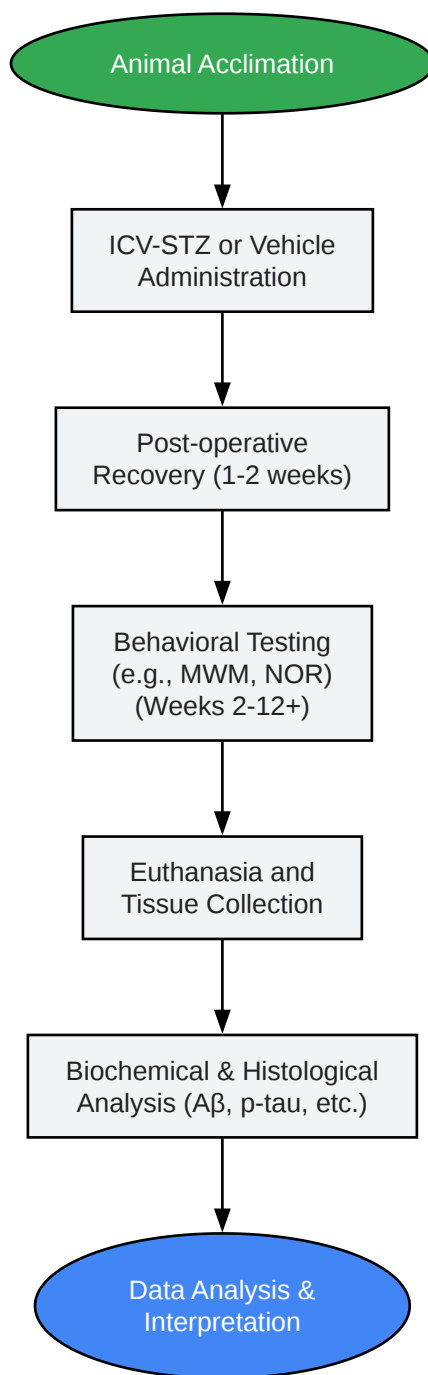 Animal Acclimation
ICV-STZ or Vehicle
Administration
Post-operative
Recovery (1-2 weeks)
Behavioral Testing
(e.g., MWM, NOR)
(Weeks 2-12+)
Euthanasia and
Tissue Collection
Biochemical & Histological
Analysis (Aβ, p-tau, etc.)
Data Analysis &
Interpretation